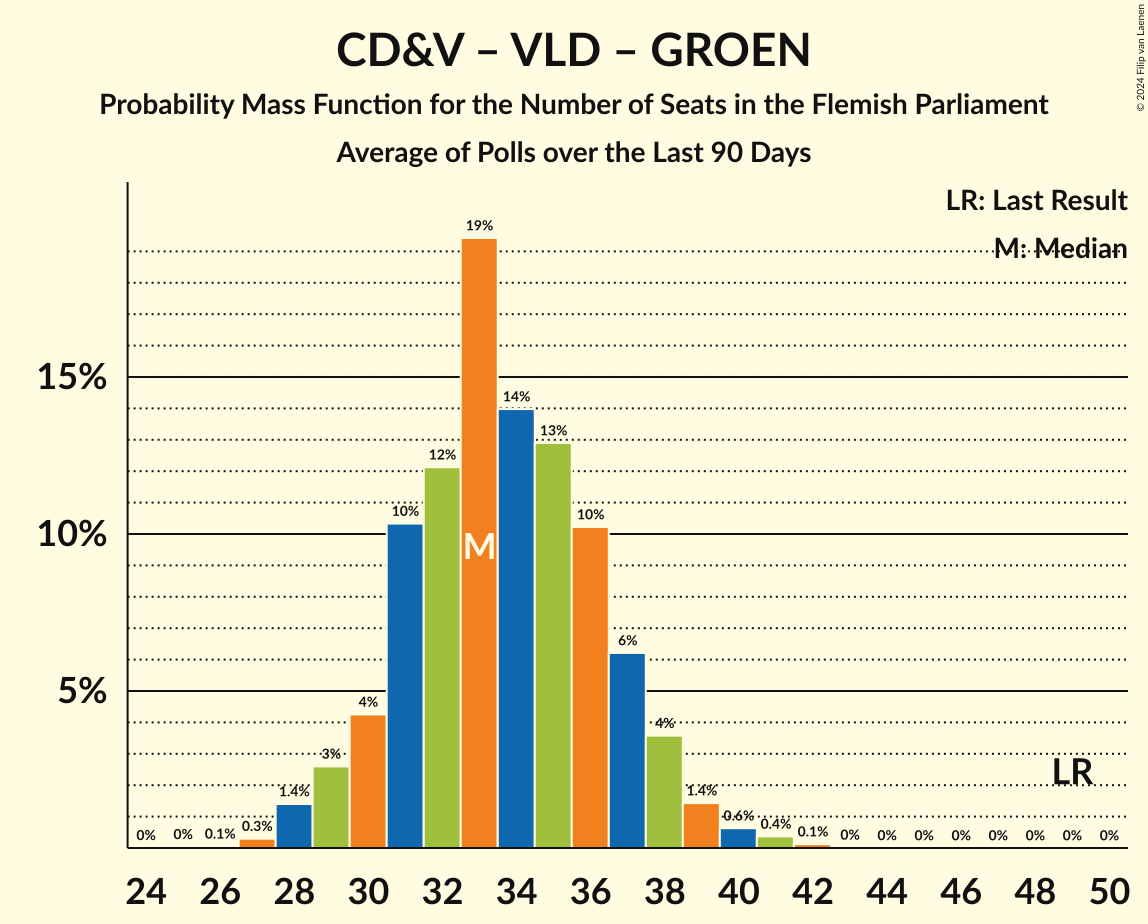 CD&V – VLD – GROEN
Probability Mass Function for the Number of Seats in the Flemish Parliament
Average of Polls over the Last 90 Days
© 2024 Filip van Laenen
LR: Last Result
M: Median
15%
10%
5%
0% 0% 0.1% 0.3% 1.4% 3% 4% 10% 12% 19% 14% 13% 10% 6% 4% 1.4% 0.6% 0.4% 0.1% 0% 0% 0% 0% 0% 0% 0% 0%
M
LR
24 26 28 30 32 34 36 38 40 42 44 46 48 50